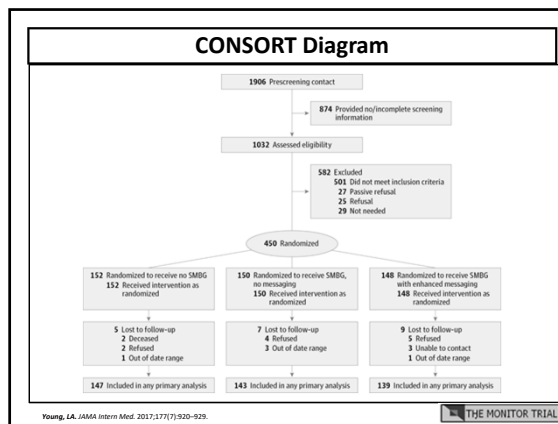 CONSORT Diagram
1906 Prescreening contact
874 Provided no/incomplete screening
information
1032 Assessed eligibility
582 Excluded
501 Did not meet inclusion criteria
27 Passive refusal
25 Refusal
29 Not needed
450 Randomized
152 Randomized to receive no SMBG
152 Received intervention as
randomized
150 Randomized to receive SMBG,
no messaging
150 Received intervention as
randomized
148 Randomized to receive SMBG
with enhanced messaging
148 Received intervention as
randomized
5 Lost to follow-up
2 Deceased
2 Refused
1 Out of date range
7 Lost to follow-up
4 Refused
3 Out of date range
9 Lost to follow-up
5 Refused
3 Unable to contact
1 Out of date range
147 Included in any primary analysis
143 Included in any primary analysis
139 Included in any primary analysis
Young, LA. JAMA Intern Med. 2017;177(7):920–929.
THE MONITOR TRIAL